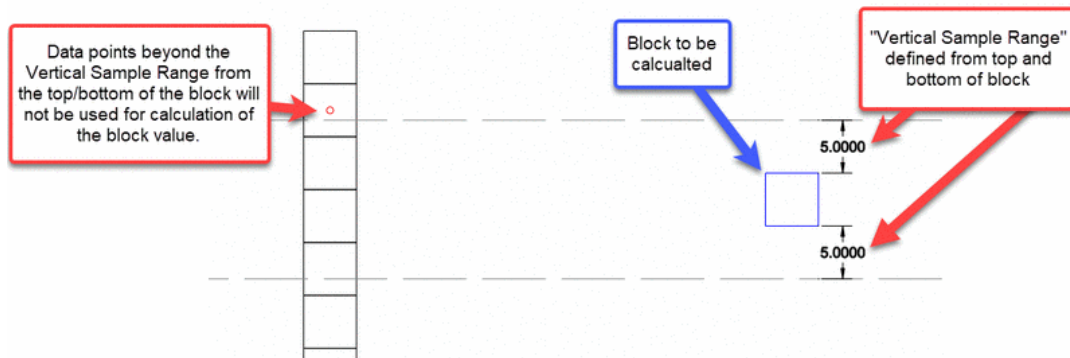 Data points beyond the
Vertical Sample Range from
the top/bottom of the block will
not be used for calculation of
the block value.
Block to be
calcualted
"Vertical Sample Range"
defined from top and
bottom of block
5.0000
5.0000